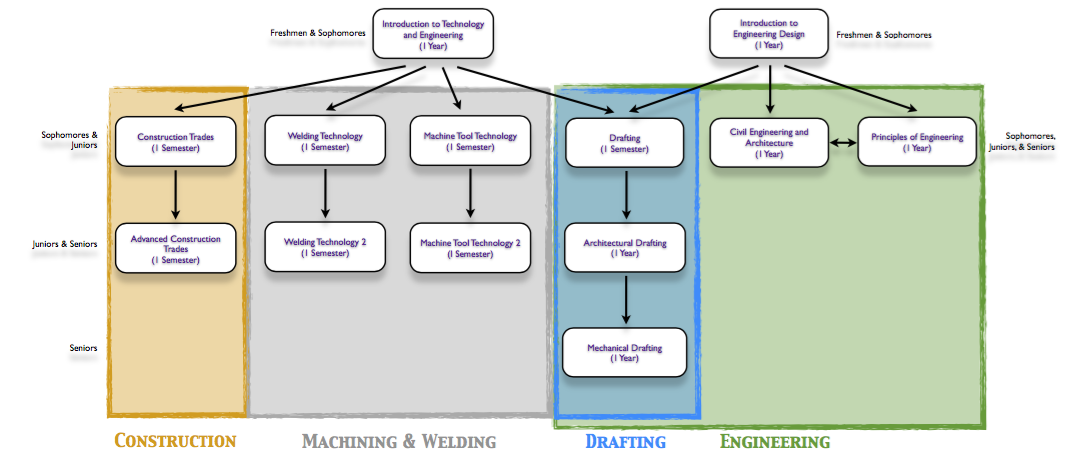 Freshmen & Sophomores
Introduction to Technology
and Engineering
(1 Year)
Introduction to
Engineering Design
(1 Year)
Freshmen & Sophomores
Sophomores &
Juniors
Construction Trades
(1 Semester)
Welding Technology
(1 Semester)
Machine Tool Technology
(1 Semester)
Drafting
(1 Semester)
Civil Engineering and
Architecture
(1 Year)
Principles of Engineering
(1 Year)
Sophomores,
Juniors, & Seniors
Juniors & Seniors
Advanced Construction
Trades
(1 Semester)
Welding Technology 2
(1 Semester)
Machine Tool Technology 2
(1 Semester)
Architectural Drafting
(1 Year)
Seniors
Mechanical Drafting
(1 Year)
CONSTRUCTION
MACHINING & WELDING
DRAFTING
ENGINEERING